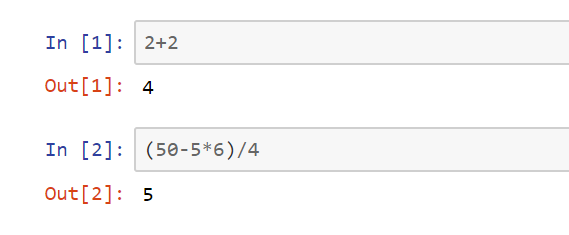 In [1]: 2+2
Out[1]: 4
In [2]: (50-5*6)/4
Out[2]: 5